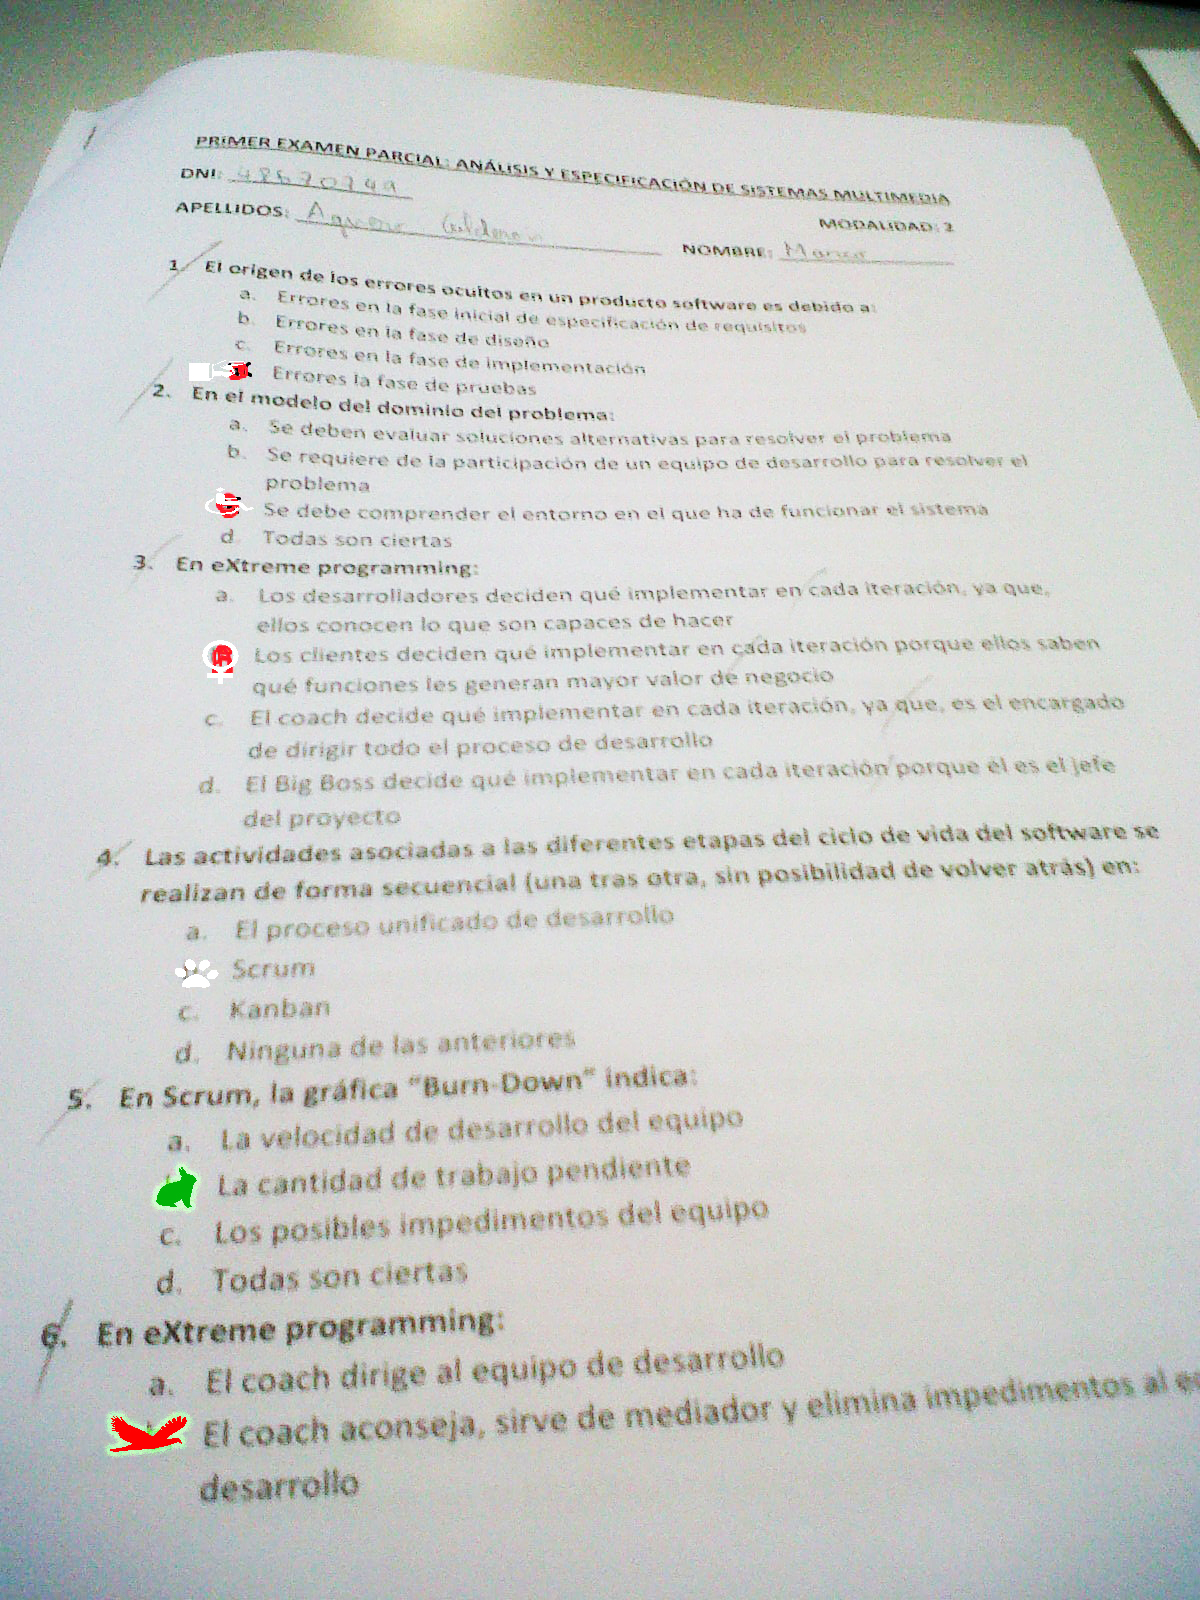 PRIMER EXAMEN PARCIAL: ANÁLISIS Y ESPECIFICACIÓN DE SISTEMAS MULTIMEDIA
DNI: 48670749
MODALIDAD: 2
APELLIDOS: Agüero
NOMBRE:
1. El origen de los errores ocultos en un producto software es debido a:
a. Errores en la fase inicial de especificación de requisitos
b. Errores en la fase de diseño
c. Errores en la fase de implementación
Errores la fase de pruebas
2. En el modelo del dominio del problema:
a. Se deben evaluar soluciones alternativas para resolver el problema
b. Se requiere de la participación de un equipo de desarrollo para resolver el
problema
Se debe comprender el entorno en el que ha de funcionar el sistema
d. Todas son ciertas
3. En eXtreme programming:
a. Los desarrolladores deciden qué implementar en cada iteración, ya que,
ellos conocen lo que son capaces de hacer
Los clientes deciden qué implementar en cada iteración porque ellos saben
qué funciones les generan mayor valor de negocio
c. El coach decide qué implementar en cada iteración, ya que, es el encargado
de dirigir todo el proceso de desarrollo
d. El Big Boss decide qué implementar en cada iteración porque él es el jefe
del proyecto
4. Las actividades asociadas a las diferentes etapas del ciclo de vida del software se
realizan de forma secuencial (una tras otra, sin posibilidad de volver atrás) en:
a. El proceso unificado de desarrollo
Scrum
c. Kanban
d. Ninguna de las anteriores
5. En Scrum, la gráfica "Burn-Down" indica:
a. La velocidad de desarrollo del equipo
La cantidad de trabajo pendiente
c. Los posibles impedimentos del equipo
d. Todas son ciertas
6. En eXtreme programming:
a. El coach dirige al equipo de desarrollo
El coach aconseja, sirve de mediador y elimina impedimentos al
desarrollo